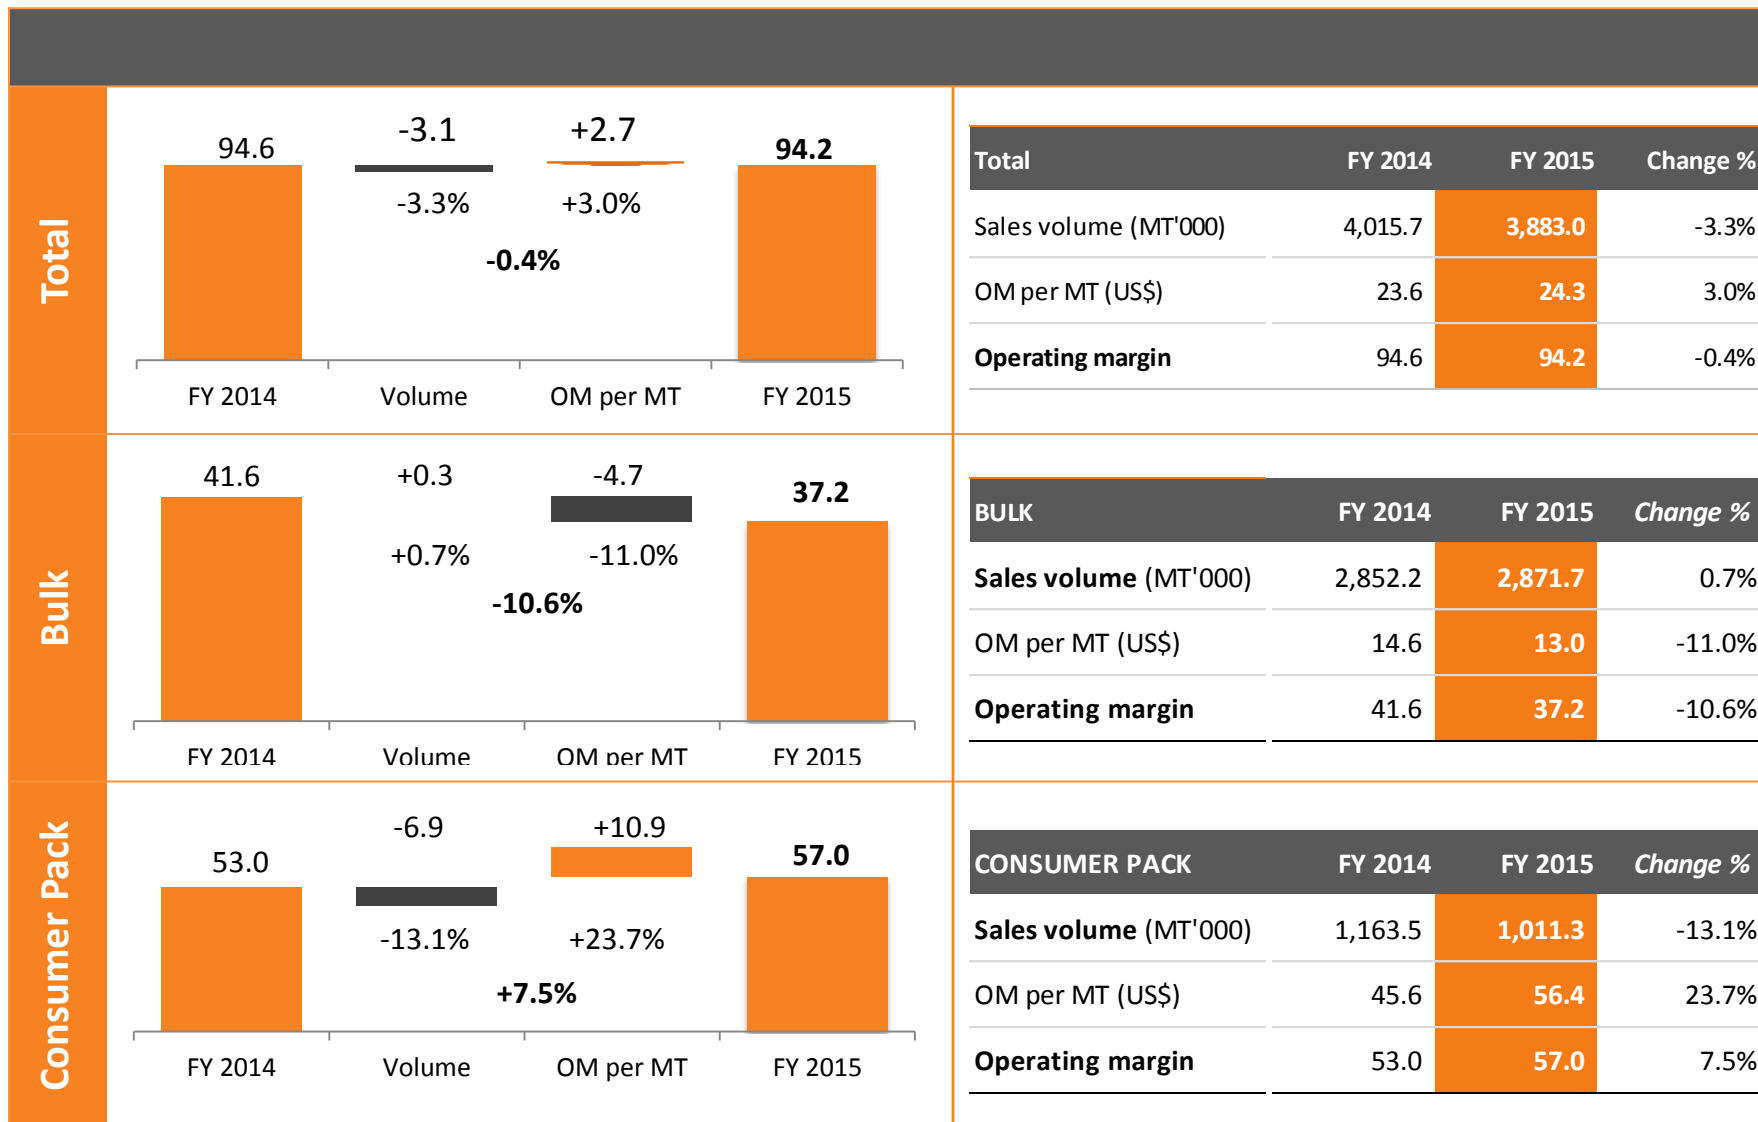 Total
94.6 -3.1 +2.7 94.2
-3.3% +3.0%
-0.4%
FY 2014 Volume OM per MT FY 2015
Total FY 2014 FY 2015 Change %
Sales volume (MT'000) 4,015.7 3,883.0 -3.3%
OM per MT (US$) 23.6 24.3 3.0%
Operating margin 94.6 94.2 -0.4%
Bulk
41.6 +0.3 -4.7 37.2
+0.7% -11.0%
-10.6%
FY 2014 Volume OM per MT FY 2015
BULK FY 2014 FY 2015 Change %
Sales volume (MT'000) 2,852.2 2,871.7 0.7%
OM per MT (US$) 14.6 13.0 -11.0%
Operating margin 41.6 37.2 -10.6%
Consumer Pack
53.0 -6.9 +10.9 57.0
-13.1% +23.7%
+7.5%
FY 2014 Volume OM per MT FY 2015
CONSUMER PACK FY 2014 FY 2015 Change %
Sales volume (MT'000) 1,163.5 1,011.3 -13.1%
OM per MT (US$) 45.6 56.4 23.7%
Operating margin 53.0 57.0 7.5%